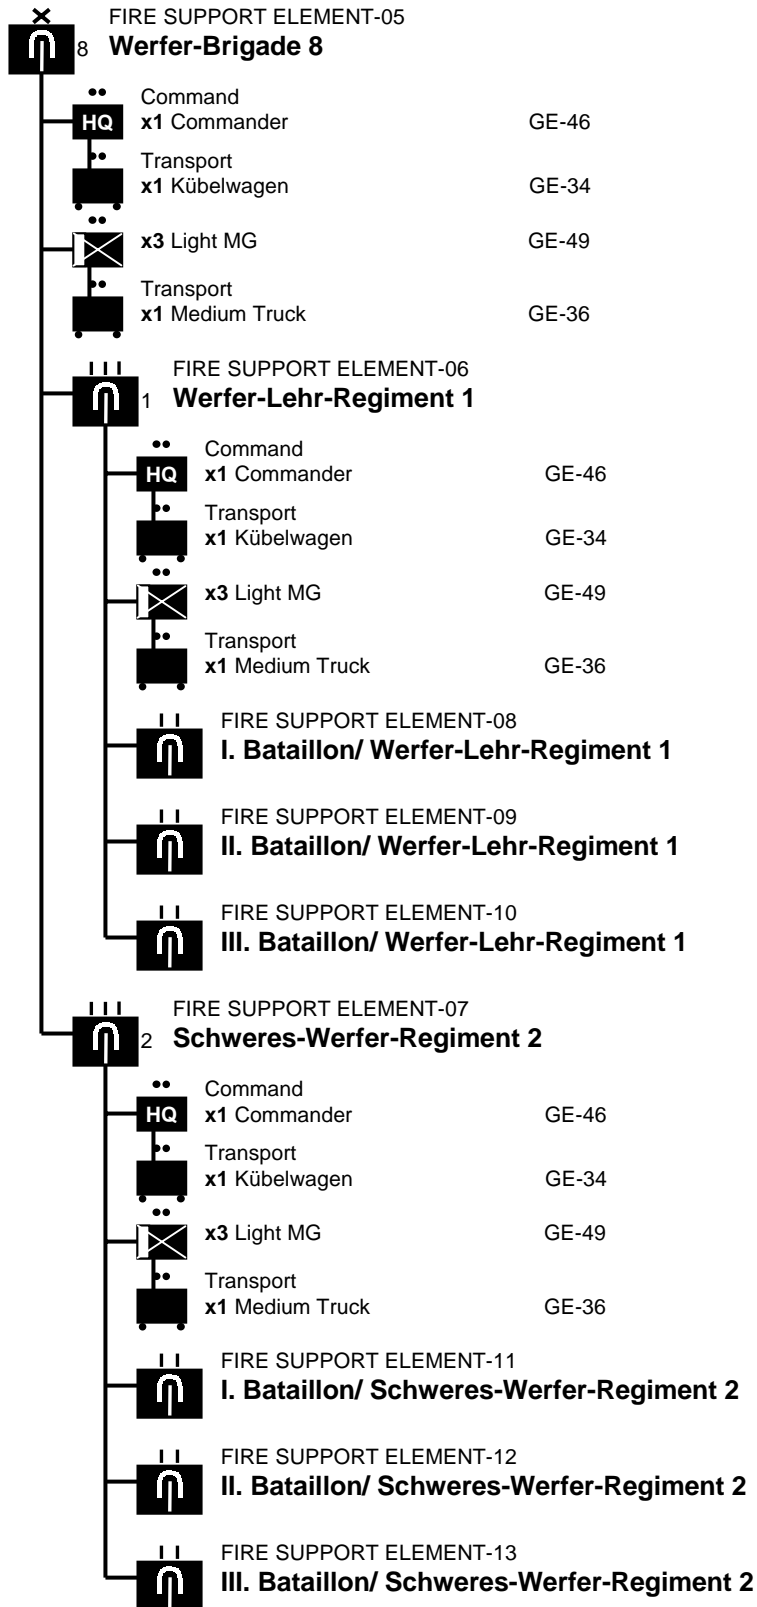 FIRE SUPPORT ELEMENT-05
8 Werfer-Brigade 8
Command
HQ x1 Commander GE-46
Transport
x1 Kübelwagen GE-34
x3 Light MG GE-49
Transport
x1 Medium Truck GE-36
FIRE SUPPORT ELEMENT-06
1 Werfer-Lehr-Regiment 1
Command
HQ x1 Commander GE-46
Transport
x1 Kübelwagen GE-34
x3 Light MG GE-49
Transport
x1 Medium Truck GE-36
FIRE SUPPORT ELEMENT-08
I. Bataillon/ Werfer-Lehr-Regiment 1
FIRE SUPPORT ELEMENT-09
II. Bataillon/ Werfer-Lehr-Regiment 1
FIRE SUPPORT ELEMENT-10
III. Bataillon/ Werfer-Lehr-Regiment 1
FIRE SUPPORT ELEMENT-07
2 Schweres-Werfer-Regiment 2
Command
HQ x1 Commander GE-46
Transport
x1 Kübelwagen GE-34
x3 Light MG GE-49
Transport
x1 Medium Truck GE-36
FIRE SUPPORT ELEMENT-11
I. Bataillon/ Schweres-Werfer-Regiment 2
FIRE SUPPORT ELEMENT-12
II. Bataillon/ Schweres-Werfer-Regiment 2
FIRE SUPPORT ELEMENT-13
III. Bataillon/ Schweres-Werfer-Regiment 2